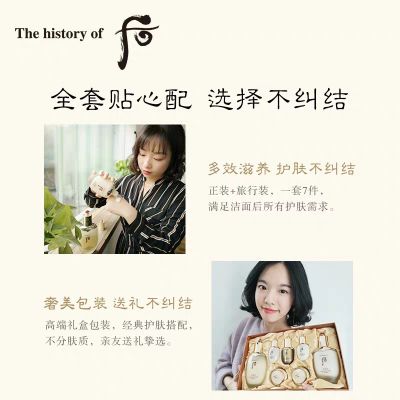 The history of 后
全套贴心配 选择不纠结
多效滋养 护肤不纠结
正装+旅行装，一套7件，
满足洁面后所有护肤需求。
奢美包装 送礼不纠结
高端礼盒包装，经典护肤搭配，
不分肤质，亲友送礼挚选。